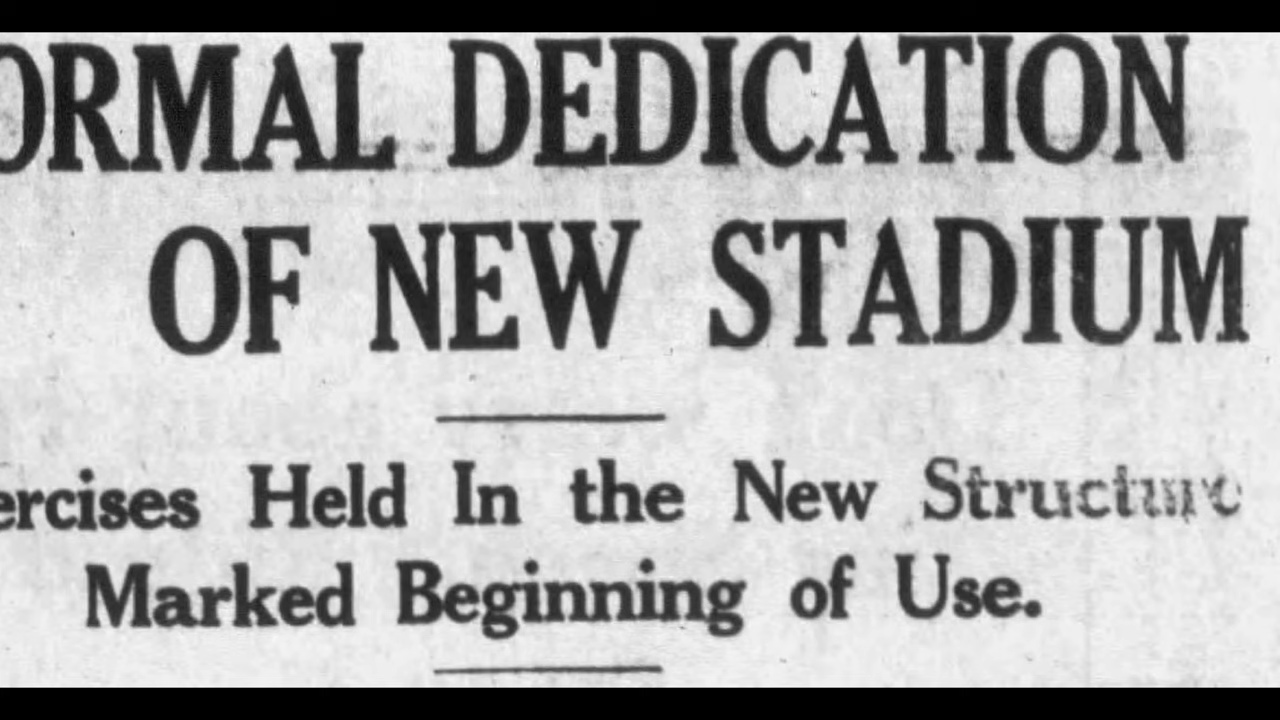 ORMAL DEDICATION
OF NEW STADIUM
ercises Held In the New Structure
Marked Beginning of Use.